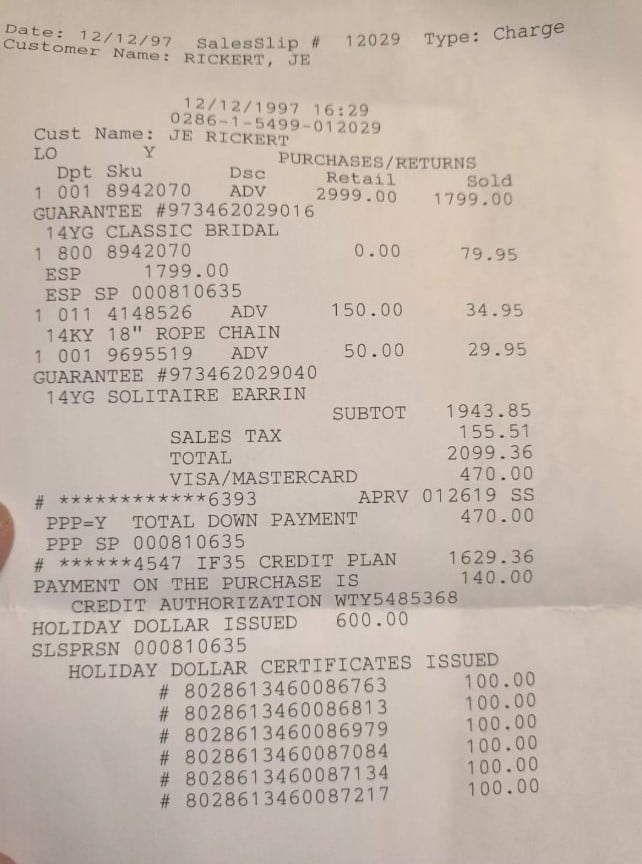 Date: 12/12/97 SalesSlip # 12029 Type: Charge
Customer Name: RICKERT, JE
12/12/1997 16:29
0286-1-5499-012029
Cust Name: JE RICKERT
LO Y PURCHASES/RETURNS
Dpt Sku Dsc Retail Sold
1 001 8942070 ADV 2999.00 1799.00
GUARANTEE #973462029016
14YG CLASSIC BRIDAL
1 800 8942070 0.00 79.95
ESP 1799.00
ESP SP 000810635
1 011 4148526 ADV 150.00 34.95
14KY 18" ROPE CHAIN
1 001 9695519 ADV 50.00 29.95
GUARANTEE #973462029040
14YG SOLITAIRE EARRIN
SUBTOT 1943.85
SALES TAX 155.51
TOTAL 2099.36
VISA/MASTERCARD 470.00
# ************6393 APRV 012619 SS
PPP=Y TOTAL DOWN PAYMENT 470.00
PPP SP 000810635
# ******4547 IF35 CREDIT PLAN 1629.36
PAYMENT ON THE PURCHASE IS 140.00
CREDIT AUTHORIZATION WTY5485368
HOLIDAY DOLLAR ISSUED 600.00
SLSPRSN 000810635
HOLIDAY DOLLAR CERTIFICATES ISSUED
# 8028613460086763 100.00
# 8028613460086813 100.00
# 8028613460086979 100.00
# 8028613460087084 100.00
# 8028613460087134 100.00
# 8028613460087217 100.00